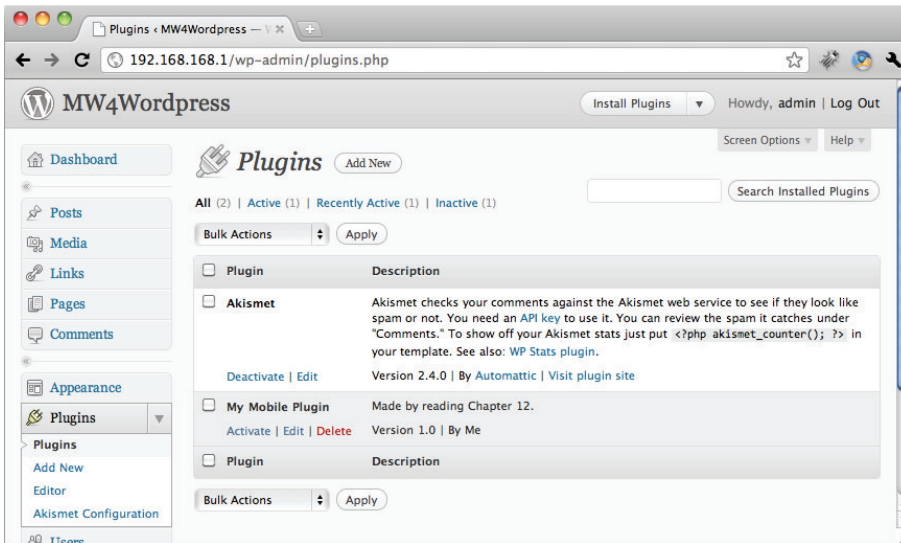 Plugins ‹ MW4Wordpress —
192.168.168.1/wp-admin/plugins.php
MW4Wordpress
Install Plugins
Howdy, admin | Log Out
Screen Options
Help
Dashboard
Posts
Media
Links
Pages
Comments
Appearance
Plugins
Plugins
Add New
Editor
Akismet Configuration
Users
Plugins
Add New
Search Installed Plugins
All (2) | Active (1) | Recently Active (1) | Inactive (1)
Bulk Actions
Apply
Plugin
Description
Akismet
Akismet checks your comments against the Akismet web service to see if they look like
spam or not. You need an API key to use it. You can review the spam it catches under
"Comments." To show off your Akismet stats just put <?php akismet_counter(); ?> in
your template. See also: WP Stats plugin.
Deactivate | Edit
Version 2.4.0 | By Automattic | Visit plugin site
My Mobile Plugin
Made by reading Chapter 12.
Activate | Edit | Delete
Version 1.0 | By Me
Plugin
Description
Bulk Actions
Apply